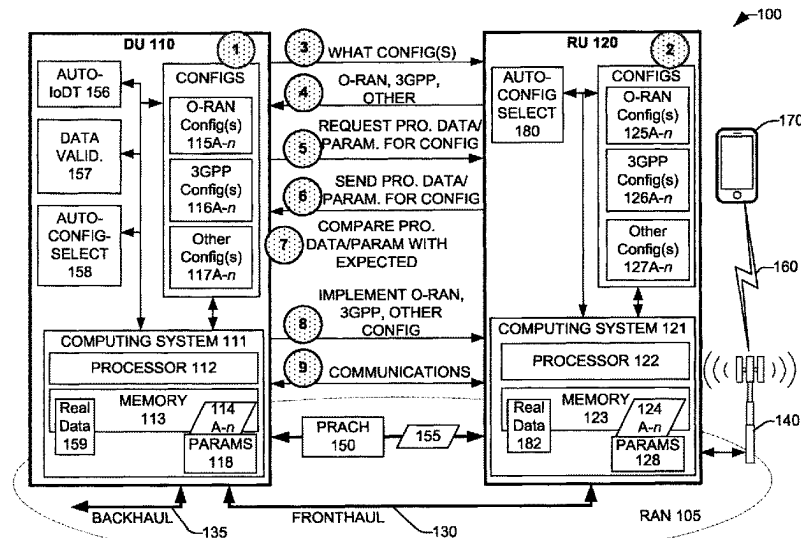 100
DU 110
1
AUTO-
IoDT 156
DATA
VALID.
157
AUTO-
CONFIG-
SELECT
158
CONFIGS
O-RAN
Config(s)
115A-n
3GPP
Config(s)
116A-n
Other
Config(s)
117A-n
COMPUTING SYSTEM 111
PROCESSOR 112
MEMORY
113
Real
Data
159
114
A-n
PARAMS
118
3
WHAT CONFIG(S)
4
O-RAN, 3GPP,
OTHER
5
REQUEST PRO. DATA/
PARAM. FOR CONFIG
6
SEND PRO. DATA/
PARAM. FOR CONFIG
7
COMPARE PRO.
DATA/PARAM WITH
EXPECTED
8
IMPLEMENT O-RAN,
3GPP, OTHER
CONFIG
9
COMMUNICATIONS
PRACH
150
155
RU 120
2
AUTO-
CONFIG
SELECT
180
CONFIGS
O-RAN
Config(s)
125A-n
3GPP
Config(s)
126A-n
Other
Config(s)
127A-n
COMPUTING SYSTEM 121
PROCESSOR 122
MEMORY
123
Real
Data
182
124
A-n
PARAMS
128
170
160
140
BACKHAUL
135
FRONTHAUL
130
RAN 105